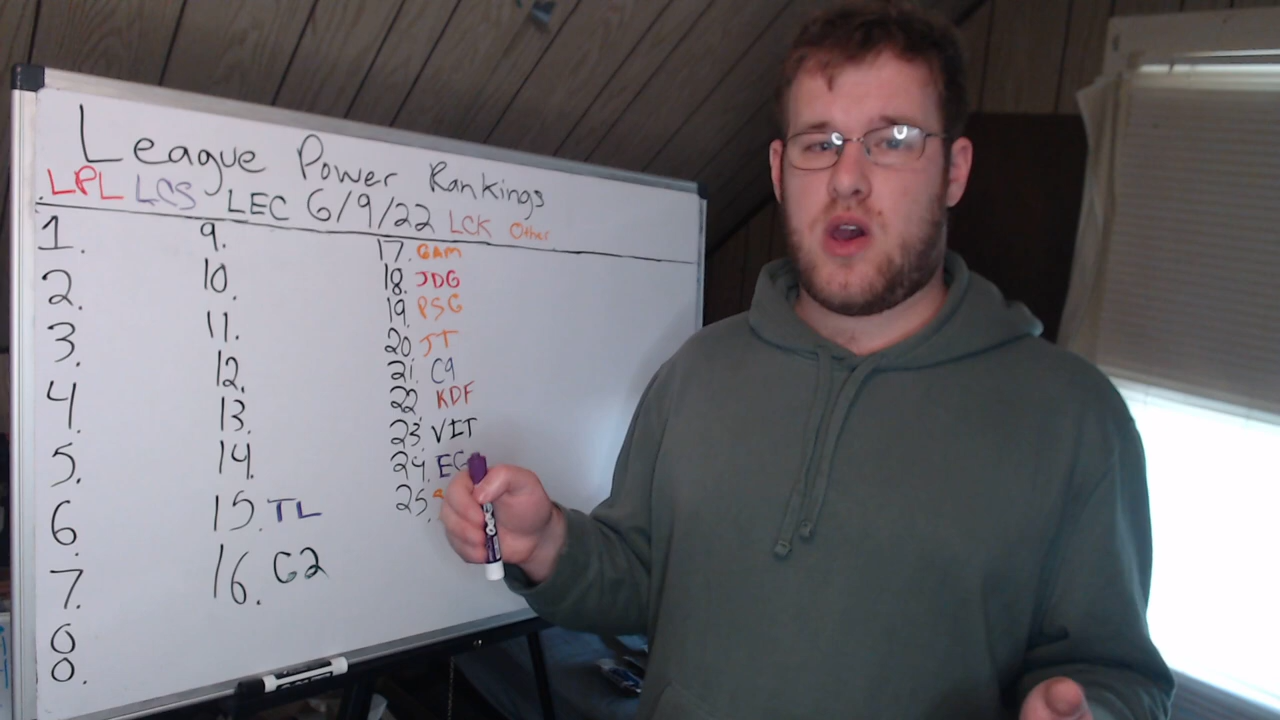 League Power Rankings
LPL LCS LEC 6/9/22 LCK Other
1.
2.
3.
4.
5.
6.
7.
8.
9.
10.
11.
12.
13.
14.
15. TL
16. G2
17. GAM
18. JDG
19. PSG
20. JT
21. C9
22. KDF
23. VIT
24. EG
25.